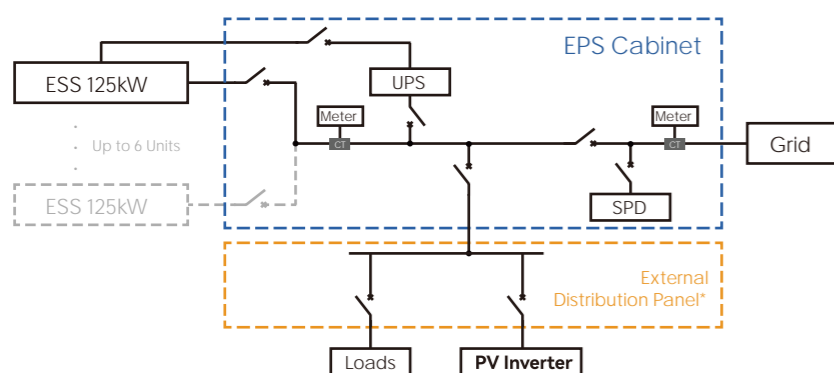 EPS Cabinet
ESS 125kW
UPS
Meter
CT
Meter
CT
Grid
Up to 6 Units
ESS 125kW
SPD
External
Distribution Panel*
Loads
PV Inverter